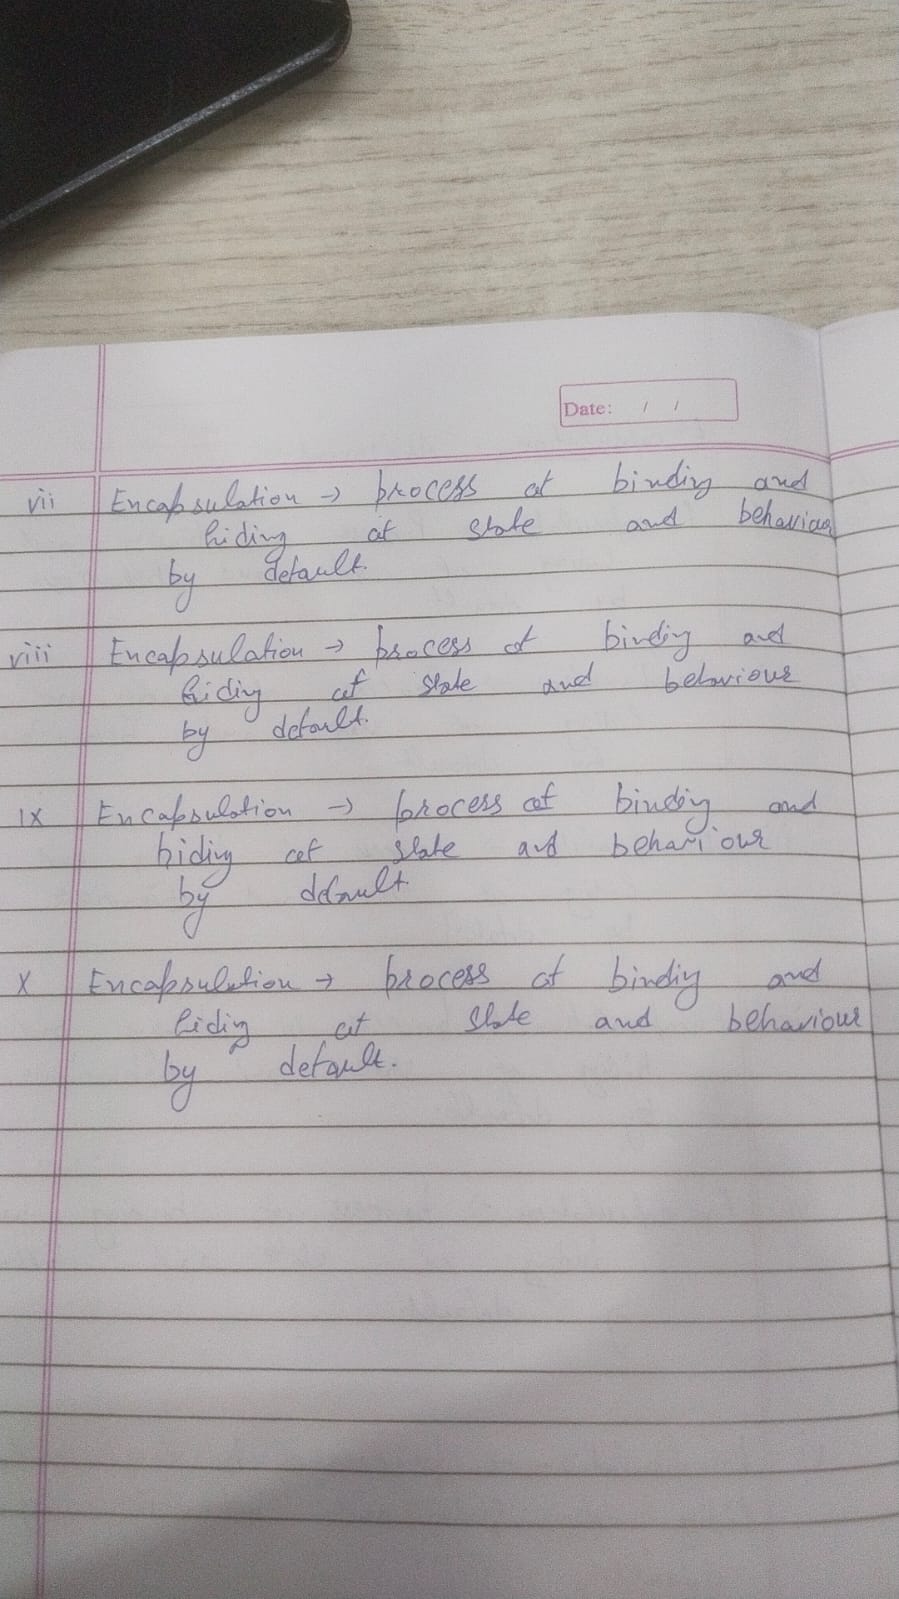 Date: / /
vii Encapsulation → process of binding and
hiding of state and behaviour
by default.
viii Encapsulation → process of binding and
hiding of state and behaviour
by default.
ix Encapsulation → process of binding and
hiding of state and behaviour
by default.
x Encapsulation → process of binding and
hiding of state and behaviour
by default.